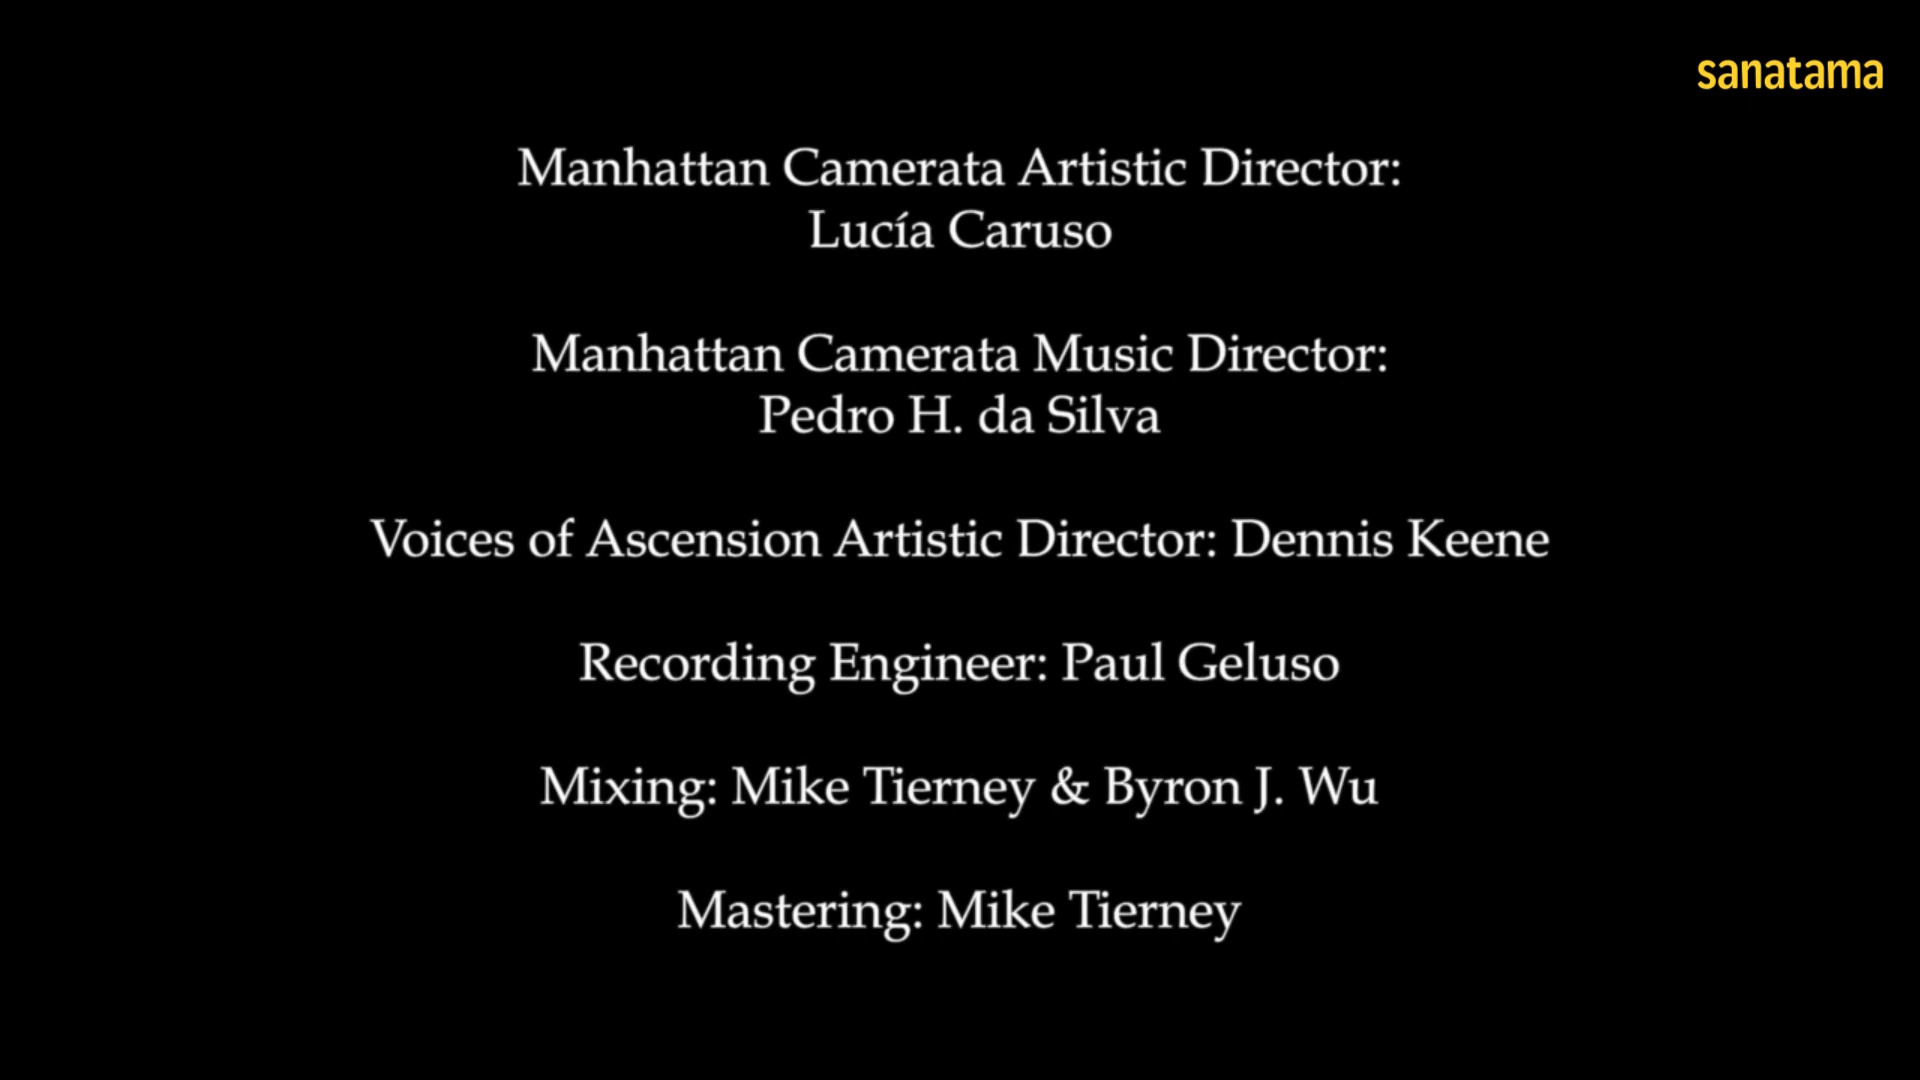 sanatama
Manhattan Camerata Artistic Director:
Lucía Caruso
Manhattan Camerata Music Director:
Pedro H. da Silva
Voices of Ascension Artistic Director: Dennis Keene
Recording Engineer: Paul Geluso
Mixing: Mike Tierney & Byron J. Wu
Mastering: Mike Tierney